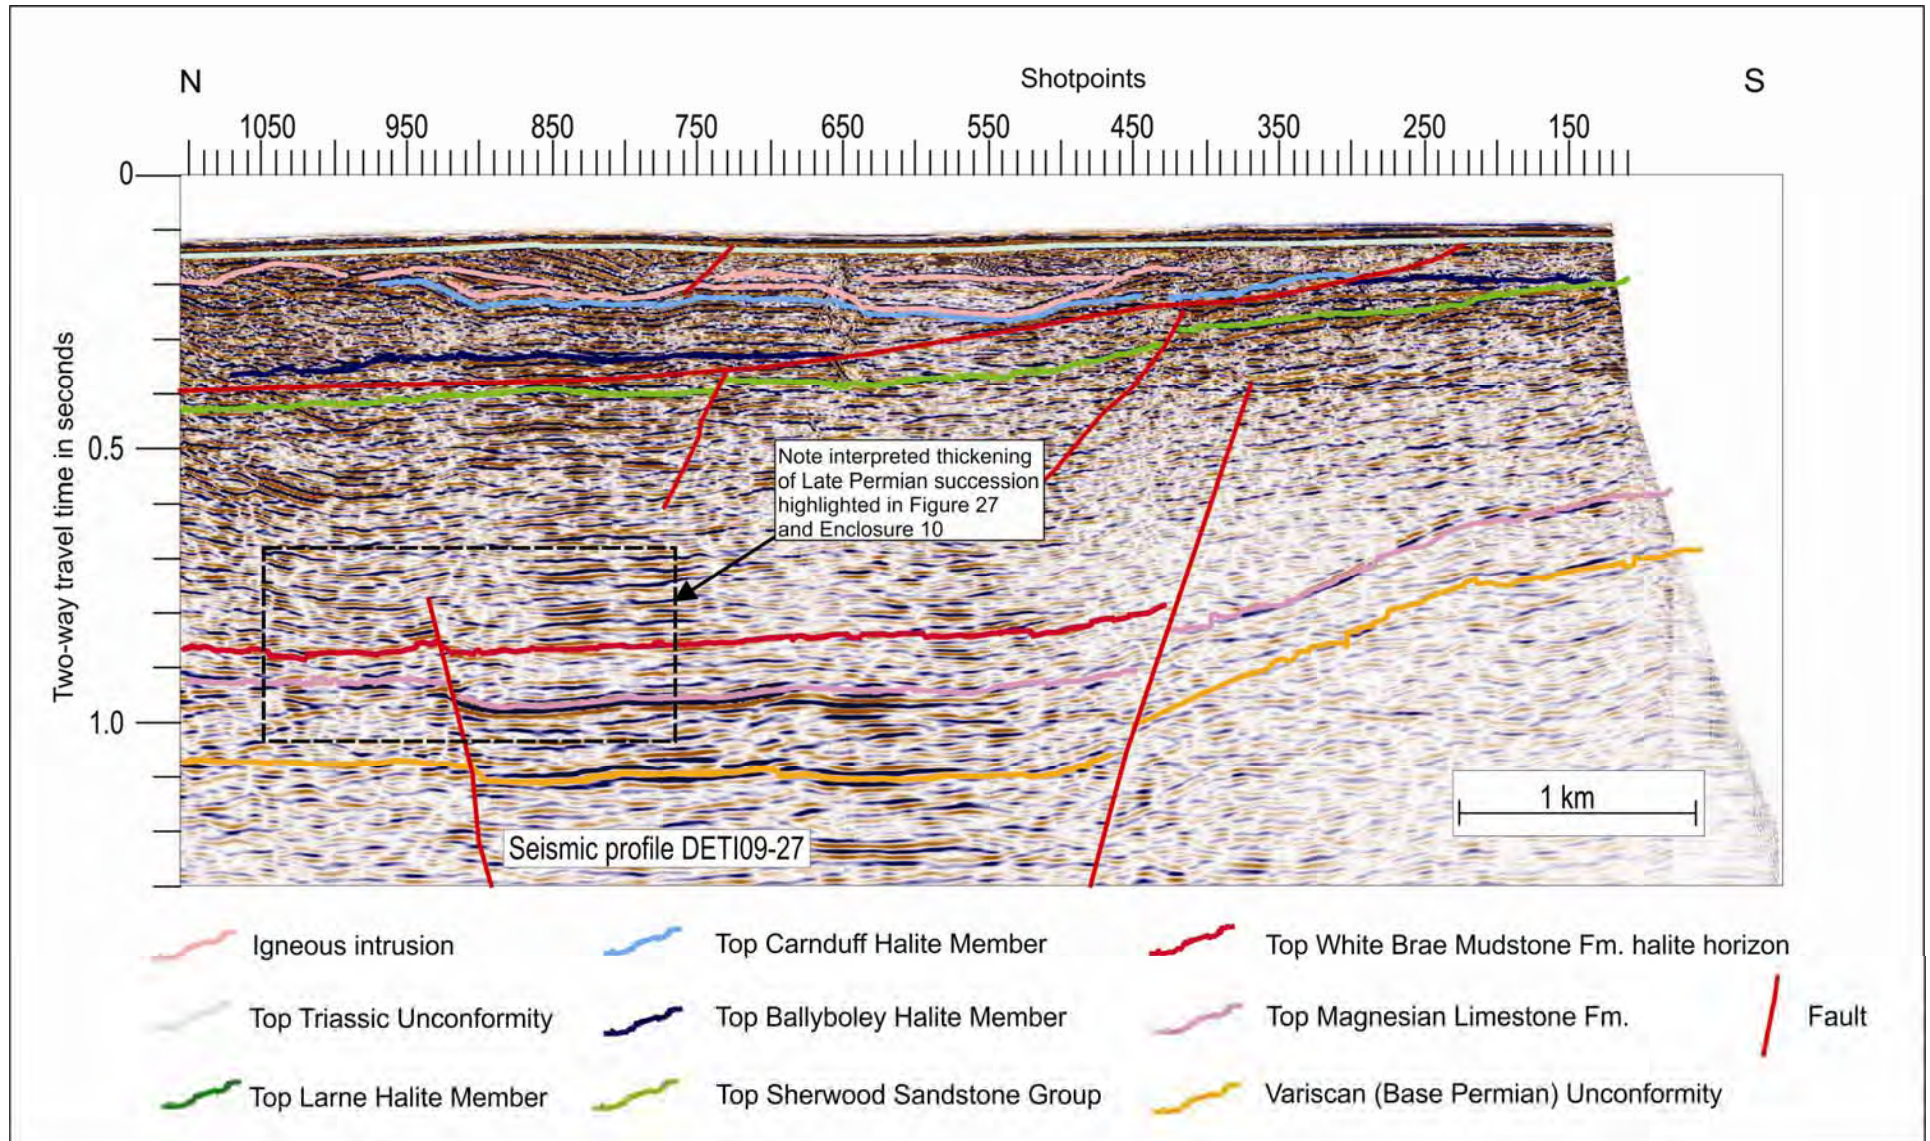 N
Shotpoints
S
1050 950 850 750 650 550 450 350 250 150
0
0.5
1.0
Two-way travel time in seconds
Note interpreted thickening
of Late Permian succession
highlighted in Figure 27
and Enclosure 10
1 km
Seismic profile DETI09-27
Igneous intrusion
Top Carnduff Halite Member
Top White Brae Mudstone Fm. halite horizon
Top Triassic Unconformity
Top Ballyboley Halite Member
Top Magnesian Limestone Fm.
Fault
Top Larne Halite Member
Top Sherwood Sandstone Group
Variscan (Base Permian) Unconformity